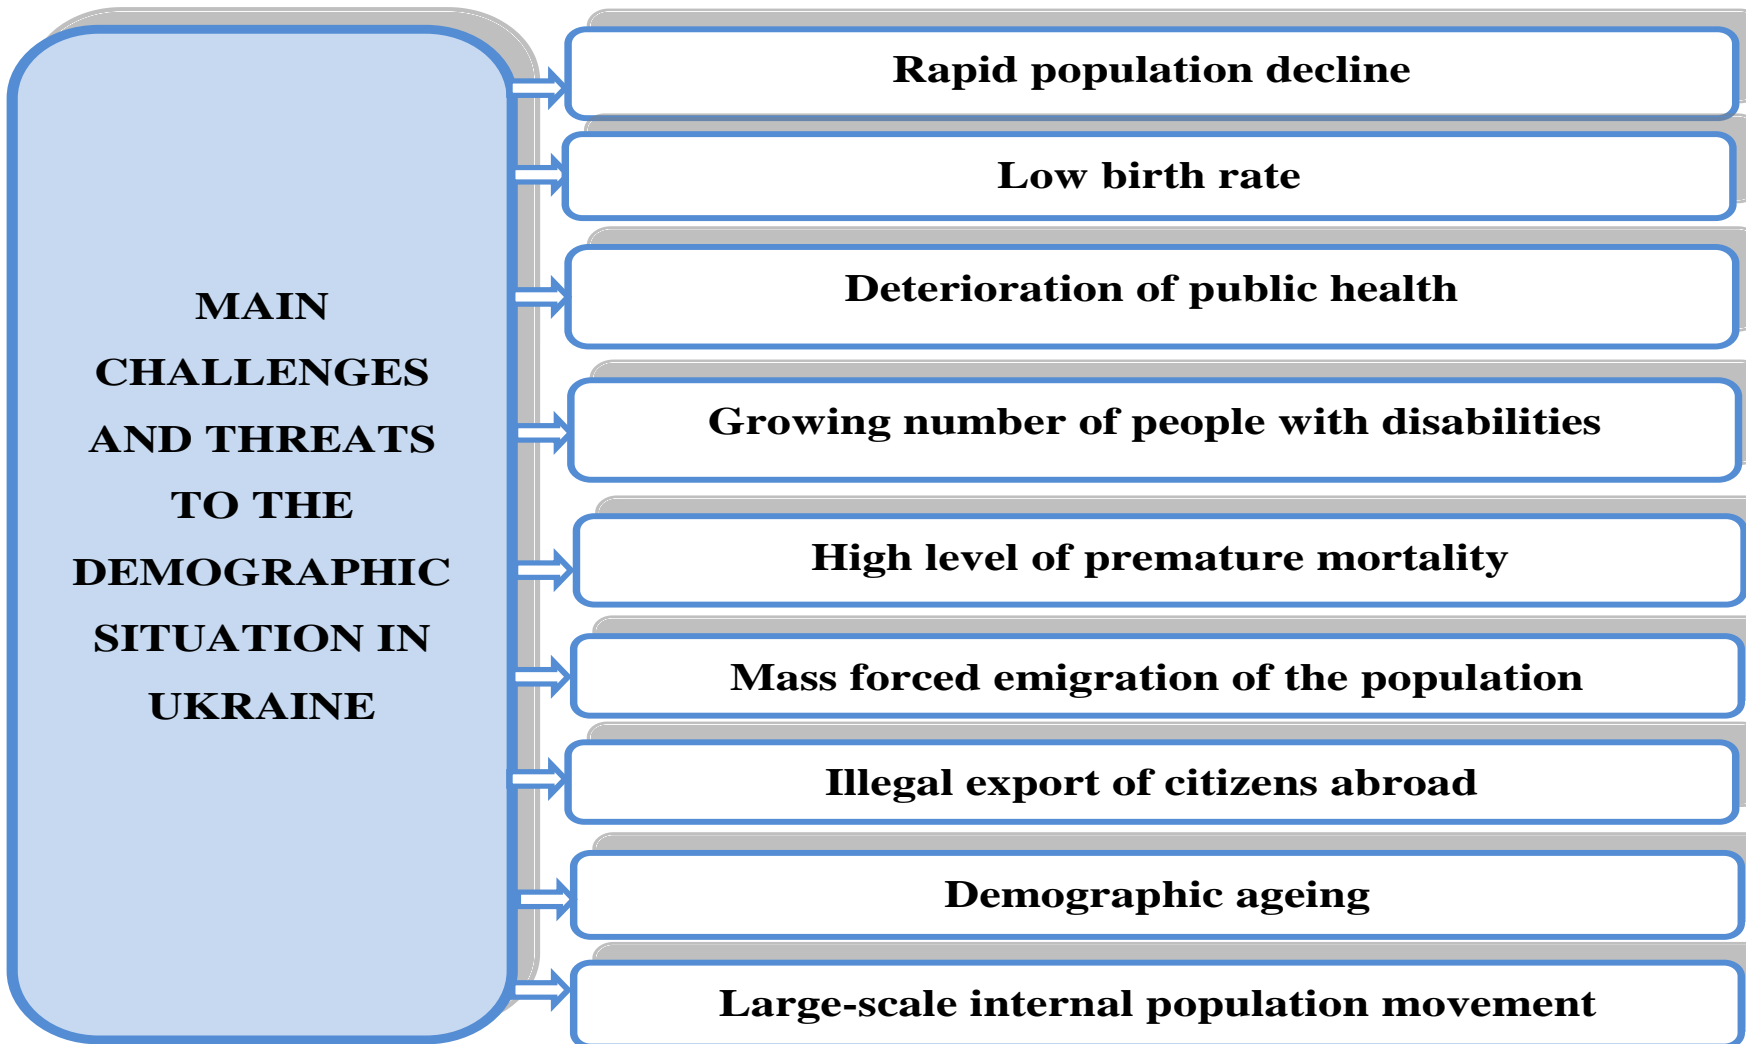 MAIN
CHALLENGES
AND THREATS
TO THE
DEMOGRAPHIC
SITUATION IN
UKRAINE
Rapid population decline
Low birth rate
Deterioration of public health
Growing number of people with disabilities
High level of premature mortality
Mass forced emigration of the population
Illegal export of citizens abroad
Demographic ageing
Large-scale internal population movement